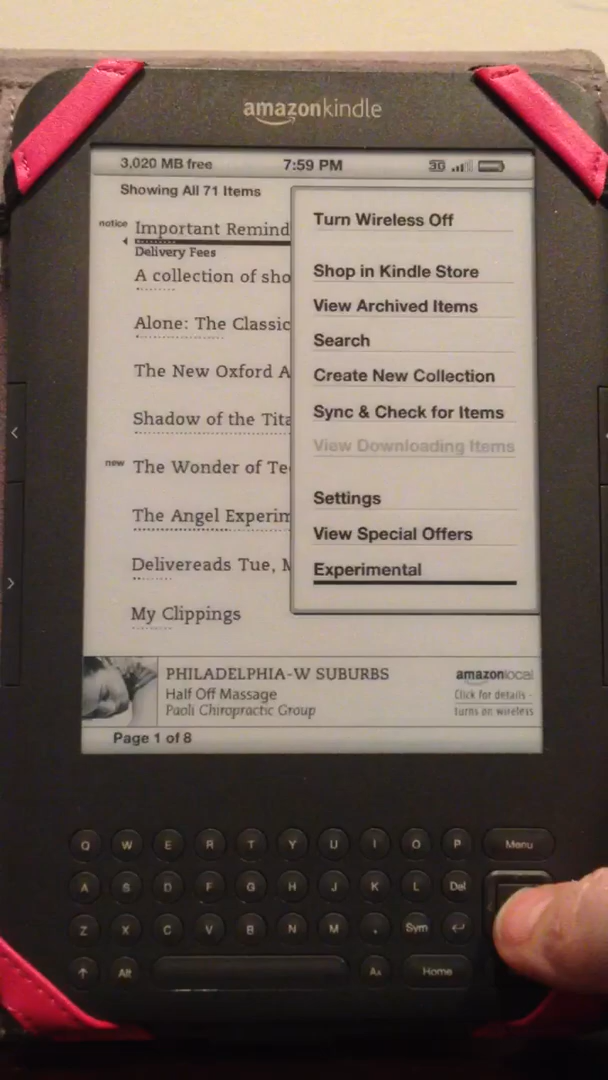 amazonkindle
3,020 MB free 7:59 PM 3G
Showing All 71 Items
notice Important Remind
Delivery Fees
A collection of sho
Alone: The Classic
The New Oxford A
Shadow of the Tita
new The Wonder of Te
The Angel Experim
Delivereads Tue, M
My Clippings
Turn Wireless Off
Shop in Kindle Store
View Archived Items
Search
Create New Collection
Sync & Check for Items
View Downloading Items
Settings
View Special Offers
Experimental
PHILADELPHIA-W SUBURBS
Half Off Massage
Paoli Chiropractic Group
amazonlocal
Click for details -
turns on wireless
Page 1 of 8
Q W E R T Y U I O P Menu
A S D F G H J K L Del
Z X C V B N M . Sym
Alt Aa Home